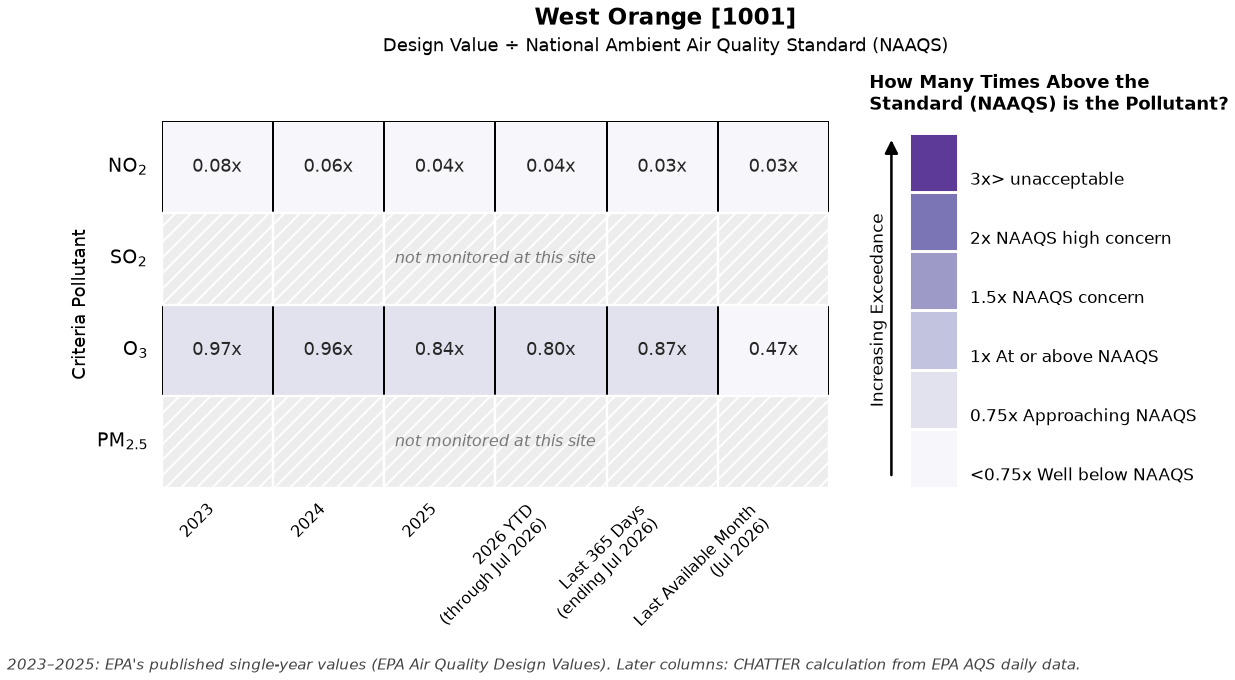 West Orange [1001]
Design Value ÷ National Ambient Air Quality Standard (NAAQS)
How Many Times Above the
Standard (NAAQS) is the Pollutant?
Criteria Pollutant
NO₂ 0.08x 0.06x 0.04x 0.04x 0.03x 0.03x
SO₂ not monitored at this site
O₃ 0.97x 0.96x 0.84x 0.80x 0.87x 0.47x
PM₂.₅ not monitored at this site
2023
2024
2025
2026 YTD
(through Jul 2026)
Last 365 Days
(ending Jul 2026)
Last Available Month
(Jul 2026)
Increasing Exceedance
3x> unacceptable
2x NAAQS high concern
1.5x NAAQS concern
1x At or above NAAQS
0.75x Approaching NAAQS
<0.75x Well below NAAQS
2023–2025: EPA's published single-year values (EPA Air Quality Design Values). Later columns: CHATTER calculation from EPA AQS daily data.